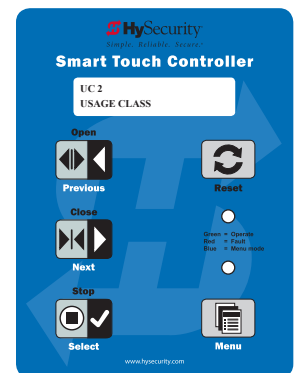 HySecurity
Simple. Reliable. Secure.
Smart Touch Controller
UC 2
USAGE CLASS
Open
Previous
Reset
Close
Next
Green = Operate
Red = Fault
Blue = Menu mode
Stop
Select
Menu
www.hysecurity.com